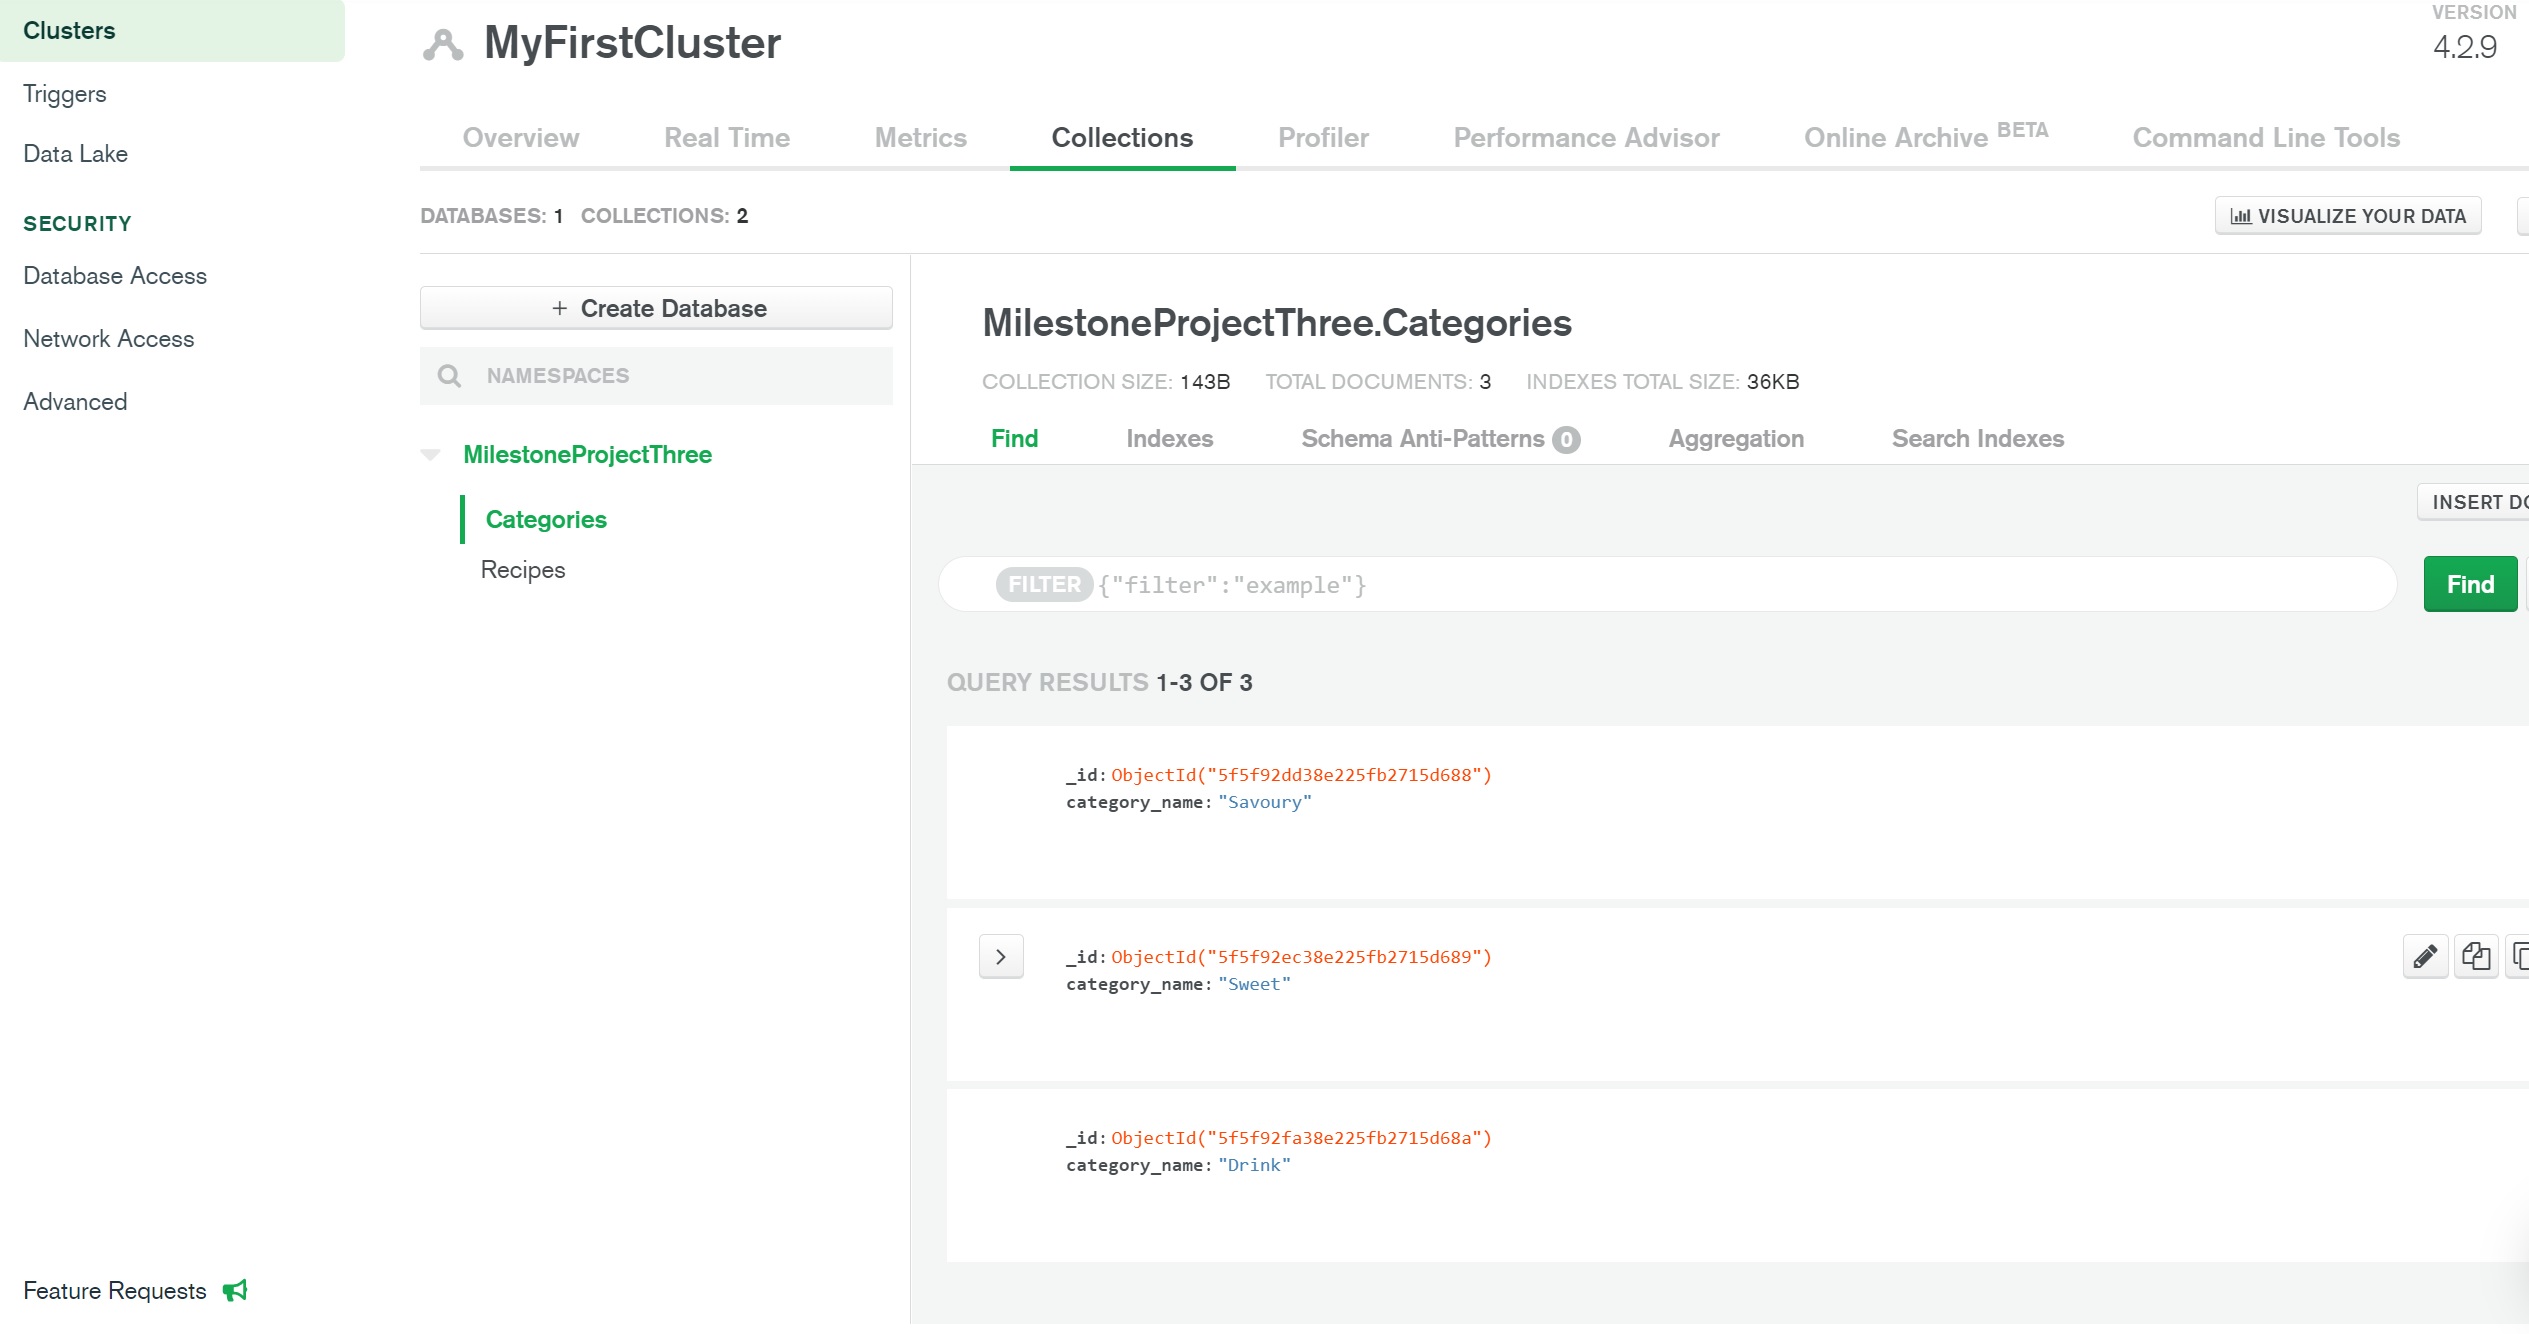 Clusters
Triggers
Data Lake
SECURITY
Database Access
Network Access
Advanced
Feature Requests
MyFirstCluster
VERSION
4.2.9
Overview Real Time Metrics Collections Profiler Performance Advisor Online Archive BETA Command Line Tools
DATABASES: 1 COLLECTIONS: 2
VISUALIZE YOUR DATA
+ Create Database
NAMESPACES
MilestoneProjectThree
Categories
Recipes
MilestoneProjectThree.Categories
COLLECTION SIZE: 143B TOTAL DOCUMENTS: 3 INDEXES TOTAL SIZE: 36KB
Find Indexes Schema Anti-Patterns 0 Aggregation Search Indexes
INSERT
FILTER {"filter":"example"}
Find
QUERY RESULTS 1-3 OF 3
_id: ObjectId("5f5f92dd38e225fb2715d688")
category_name: "Savoury"
_id: ObjectId("5f5f92ec38e225fb2715d689")
category_name: "Sweet"
_id: ObjectId("5f5f92fa38e225fb2715d68a")
category_name: "Drink"